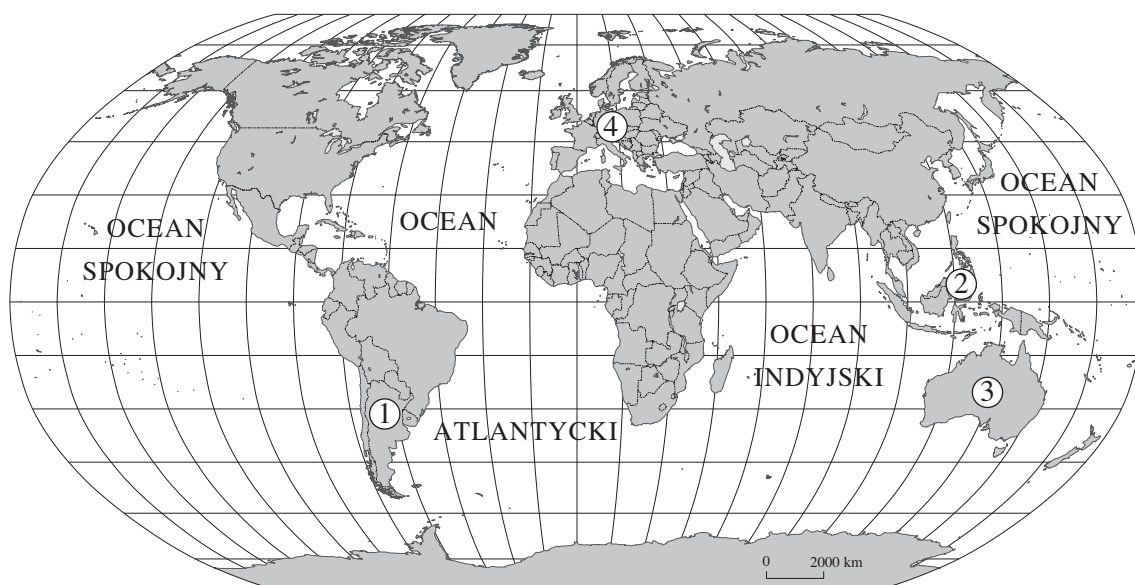 4
OCEAN
SPOKOJNY
OCEAN
OCEAN
SPOKOJNY
2
OCEAN
INDYJSKI
3
1
ATLANTYCKI
0 2000 km